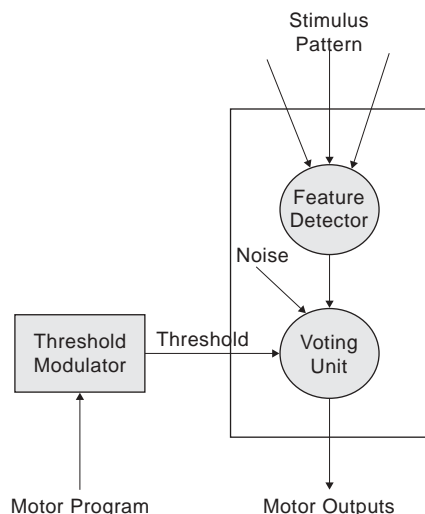 Stimulus
Pattern
Feature
Detector
Noise
Threshold
Modulator
Threshold
Voting
Unit
Motor Program
Motor Outputs